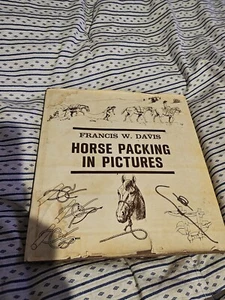 FRANCIS W. DAVIS
HORSE PACKING
IN PICTURES